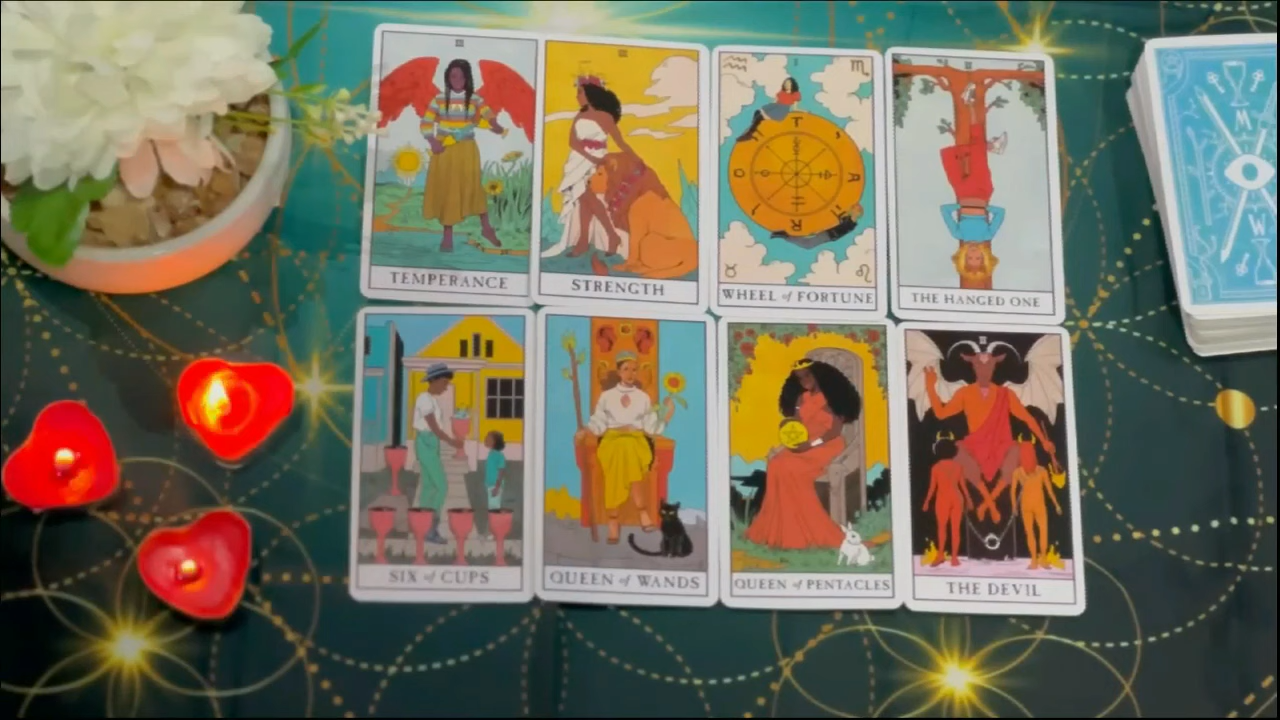 TEMPERANCE
STRENGTH
WHEEL of FORTUNE
THE HANGED ONE
SIX of CUPS
QUEEN of WANDS
QUEEN of PENTACLES
THE DEVIL
M
W